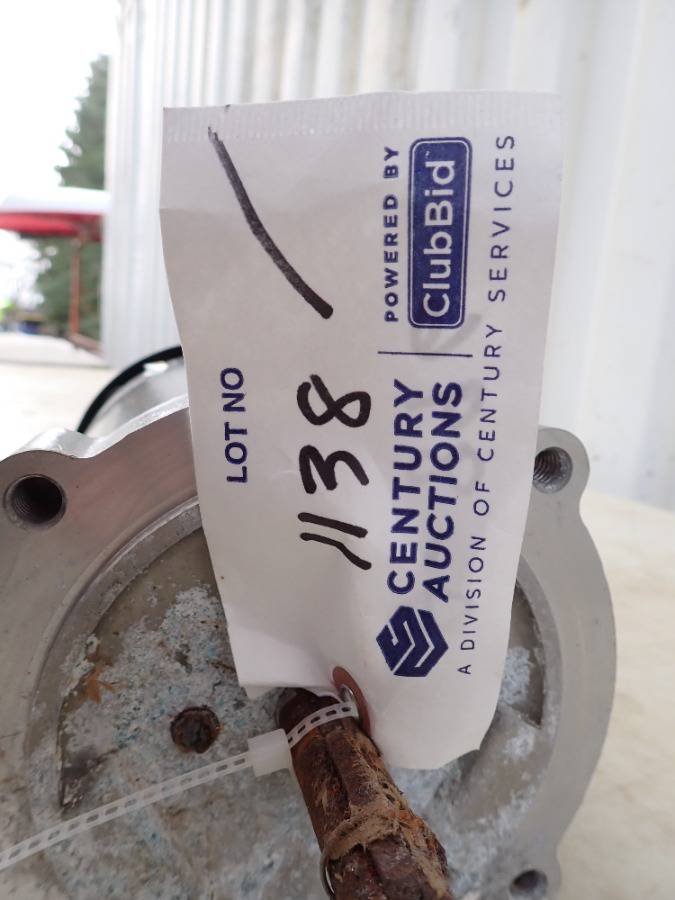 LOT NO
1138
CENTURY
AUCTIONS
POWERED BY
ClubBid
A DIVISION OF CENTURY SERVICES